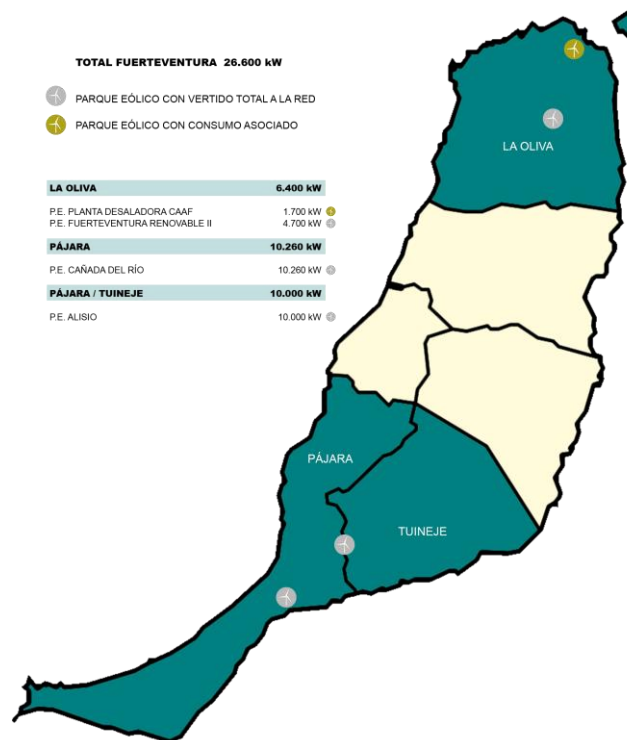 TOTAL FUERTEVENTURA 26.600 kW
PARQUE EÓLICO CON VERTIDO TOTAL A LA RED
PARQUE EÓLICO CON CONSUMO ASOCIADO
LA OLIVA 6.400 kW
P.E. PLANTA DESALADORA CAAF 1.700 kW
P.E. FUERTEVENTURA RENOVABLE II 4.700 kW
PÁJARA 10.260 kW
P.E. CAÑADA DEL RÍO 10.260 kW
PÁJARA / TUINEJE 10.000 kW
P.E. ALISIO 10.000 kW
LA OLIVA
PÁJARA
TUINEJE